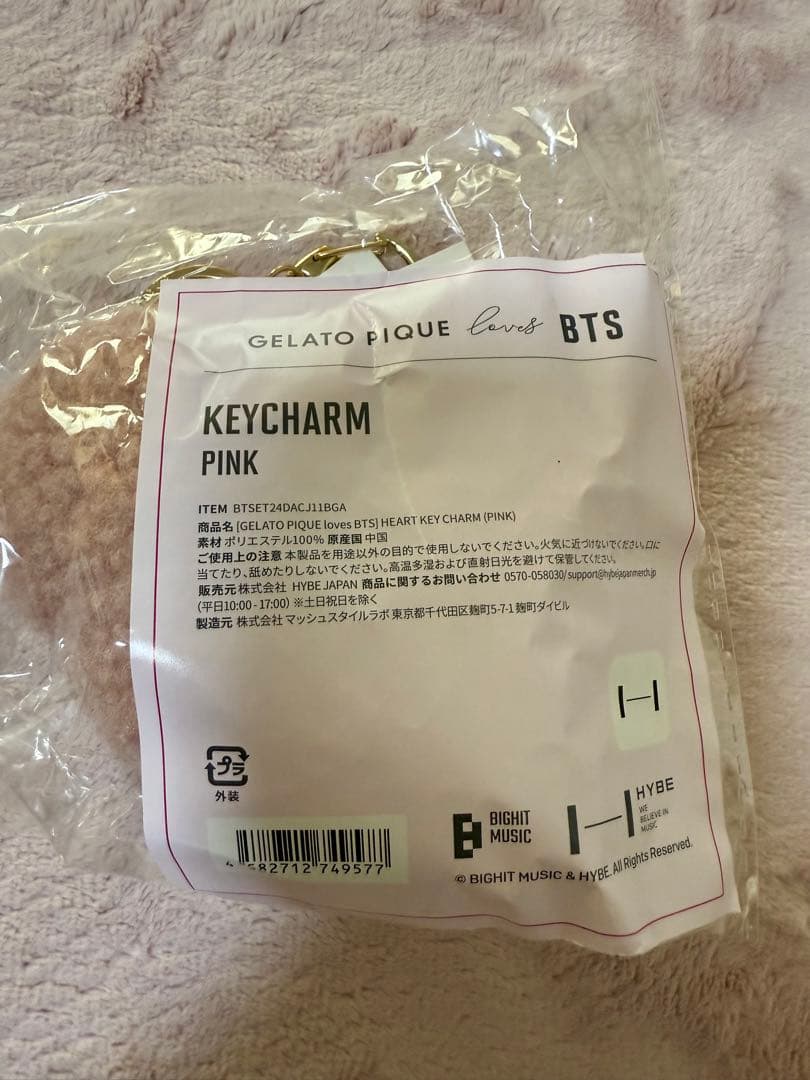 GELATO PIQUE loves BTS
KEYCHARM
PINK
ITEM BTSET24DACJ11BGA
商品名 [GELATO PIQUE loves BTS] HEART KEY CHARM (PINK)
素材 ポリエステル100% 原産国 中国
ご使用上の注意 本製品を用途以外の目的で使用しないでください。火気に近づけないでください。口に
当てたり、舐めたりしないでください。高温多湿および直射日光を避けて保管してください。
販売元 株式会社 HYBE JAPAN 商品に関するお問い合わせ 0570-058030/ support@hybejapanmerch.jp
(平日10:00 - 17:00) ※土日祝日を除く
製造元 株式会社 マッシュスタイルラボ 東京都千代田区麹町5-7-1 麹町ダイビル
プラ
外装
4 582712 749577
BIGHIT
MUSIC
HYBE
WE
BELIEVE IN
MUSIC
© BIGHIT MUSIC & HYBE. All Rights Reserved.